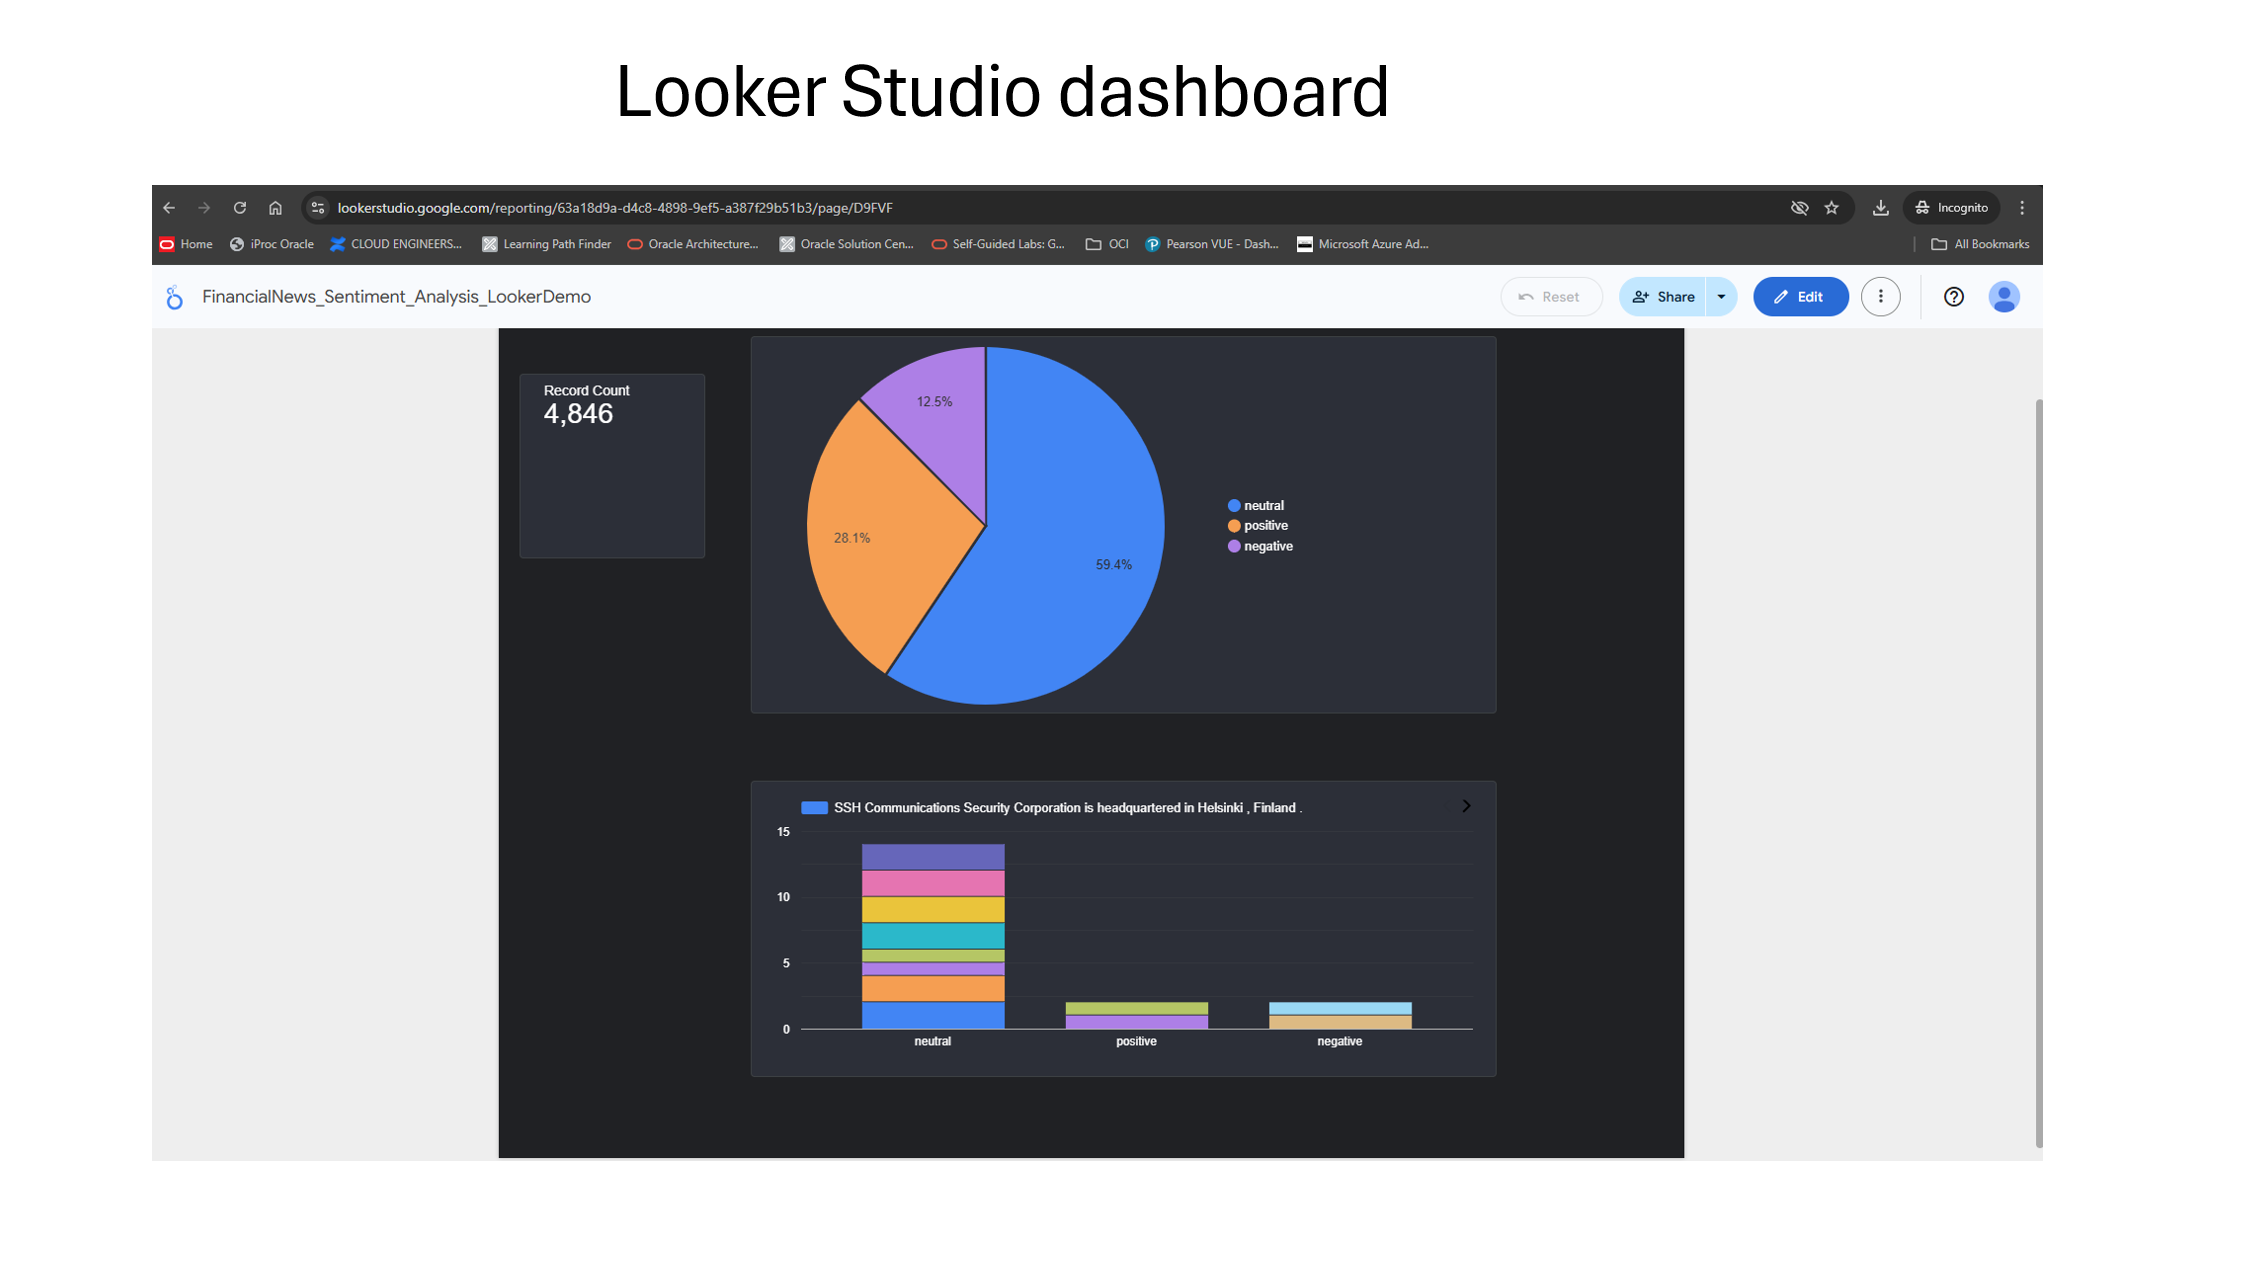 Looker Studio dashboard
lookerstudio.google.com/reporting/63a18d9a-d4c8-4898-9ef5-a387f29b51b3/page/D9FVF
Incognito
Home
iProc Oracle
CLOUD ENGINEERS...
Learning Path Finder
Oracle Architecture...
Oracle Solution Cen...
Self-Guided Labs: G...
OCI
Pearson VUE - Dash...
Microsoft Azure Ad...
All Bookmarks
FinancialNews_Sentiment_Analysis_LookerDemo
Reset
Share
Edit
Record Count
4,846
12.5%
28.1%
59.4%
neutral
positive
negative
SSH Communications Security Corporation is headquartered in Helsinki , Finland .
15
10
5
0
neutral
positive
negative